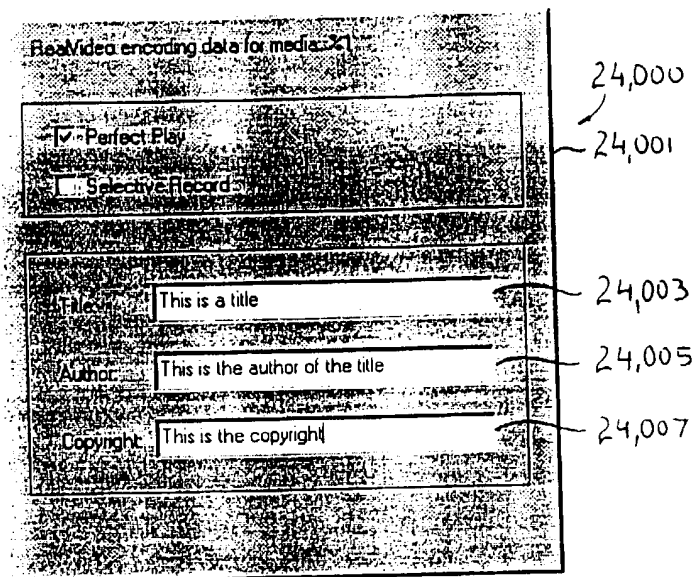 RealVideo encoding data for media: %1
24,000
Perfect Play
24,001
Selective Record
Title:
This is a title
24,003
Author:
This is the author of the title
24,005
Copyright:
This is the copyright
24,007